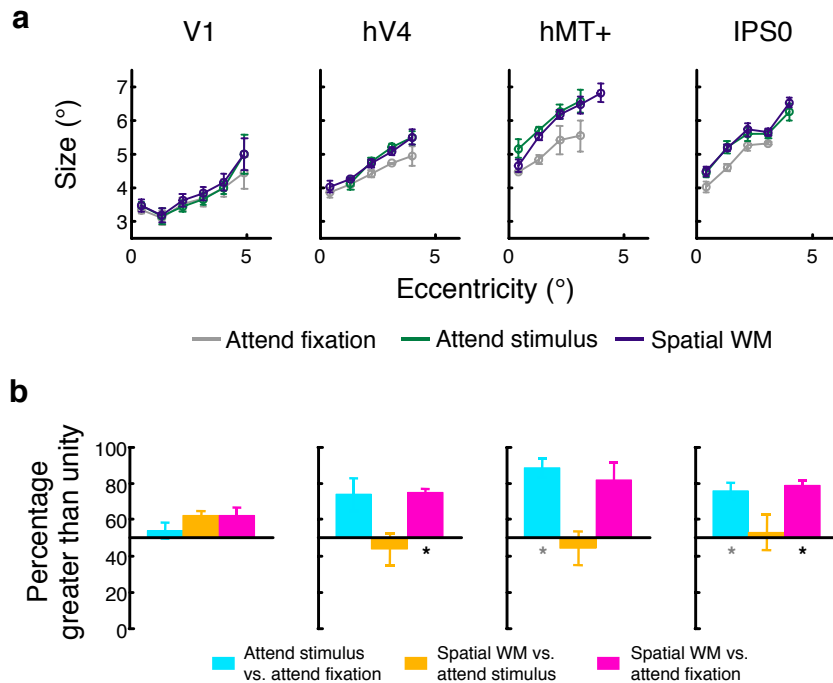 a
V1 hV4 hMT+ IPS0
Size (°)
7
6
5
4
3
0 5 0 5 0 5 0 5
Eccentricity (°)
Attend fixation Attend stimulus Spatial WM
b
Percentage
greater than unity
100
80
60
40
20
0
* * * *
Attend stimulus
vs. attend fixation
Spatial WM vs.
attend stimulus
Spatial WM vs.
attend fixation